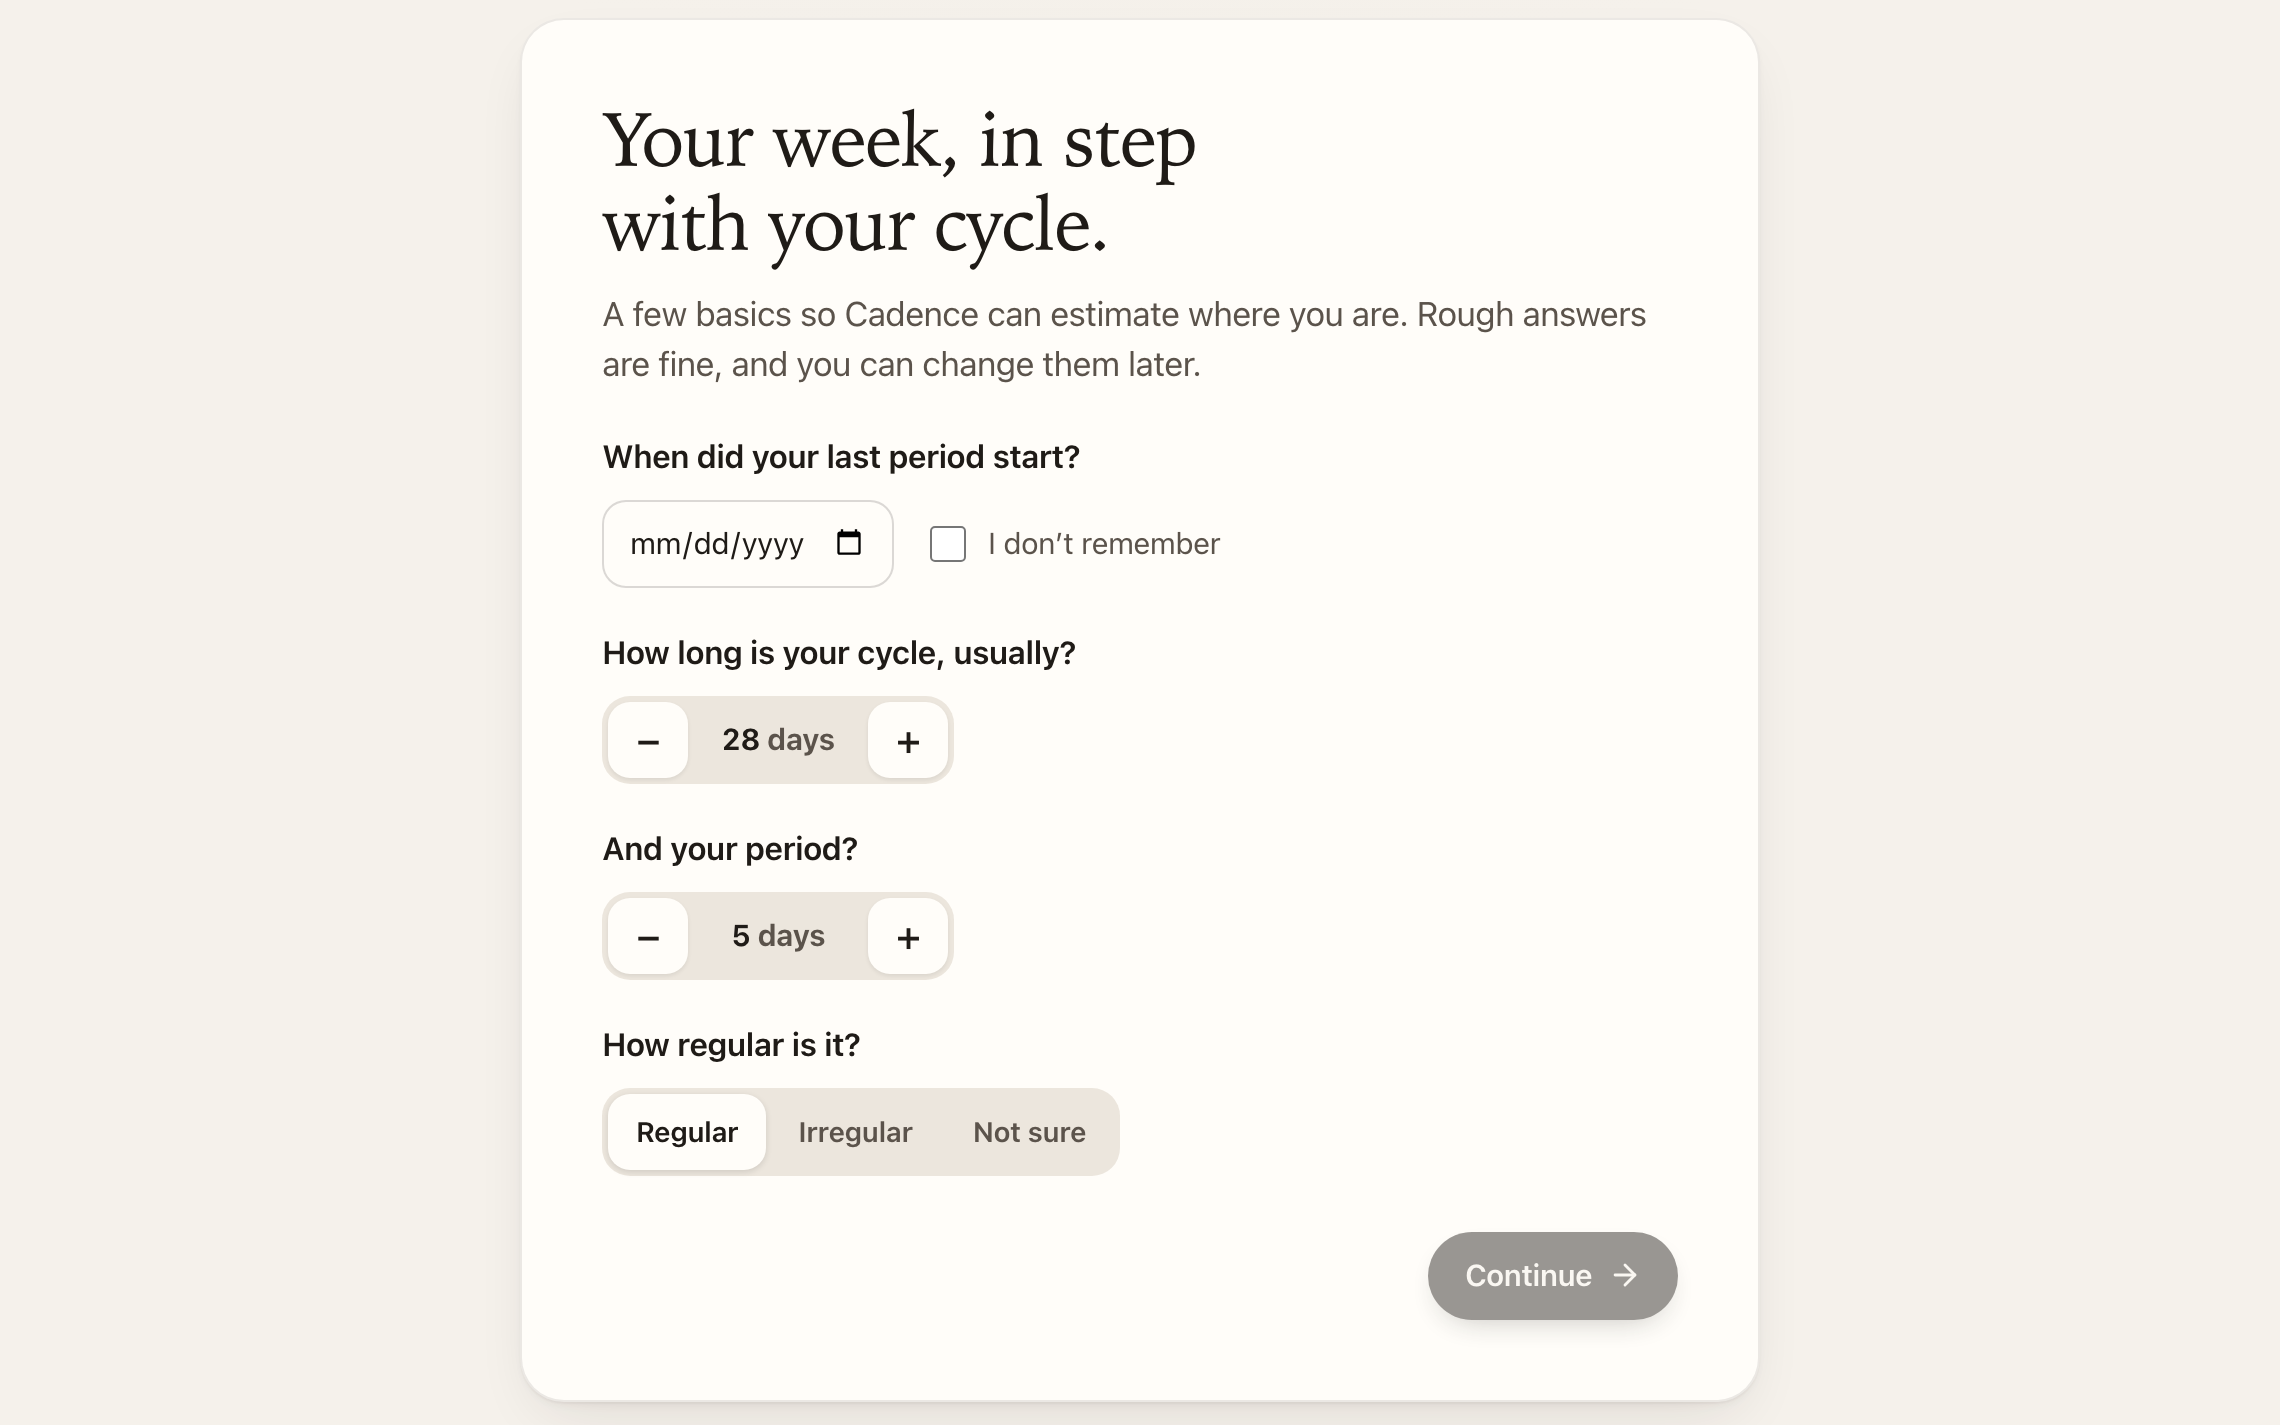 Your week, in step
with your cycle.
A few basics so Cadence can estimate where you are. Rough answers
are fine, and you can change them later.
When did your last period start?
mm/dd/yyyy I don’t remember
How long is your cycle, usually?
− 28 days +
And your period?
− 5 days +
How regular is it?
Regular Irregular Not sure
Continue →